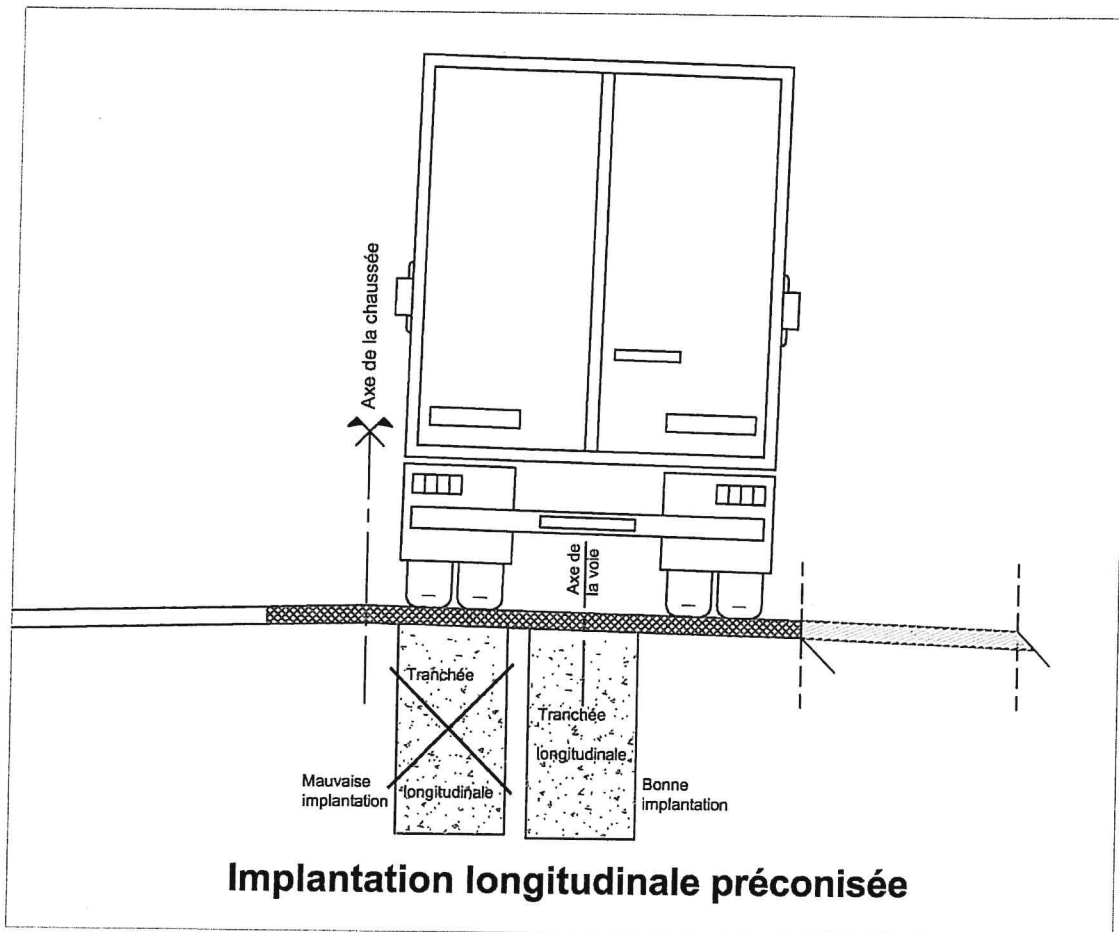 Axe de la chaussée
Axe de
la voie
Tranchée
longitudinale
Tranchée
longitudinale
Mauvaise
implantation
Bonne
implantation
Implantation longitudinale préconisée